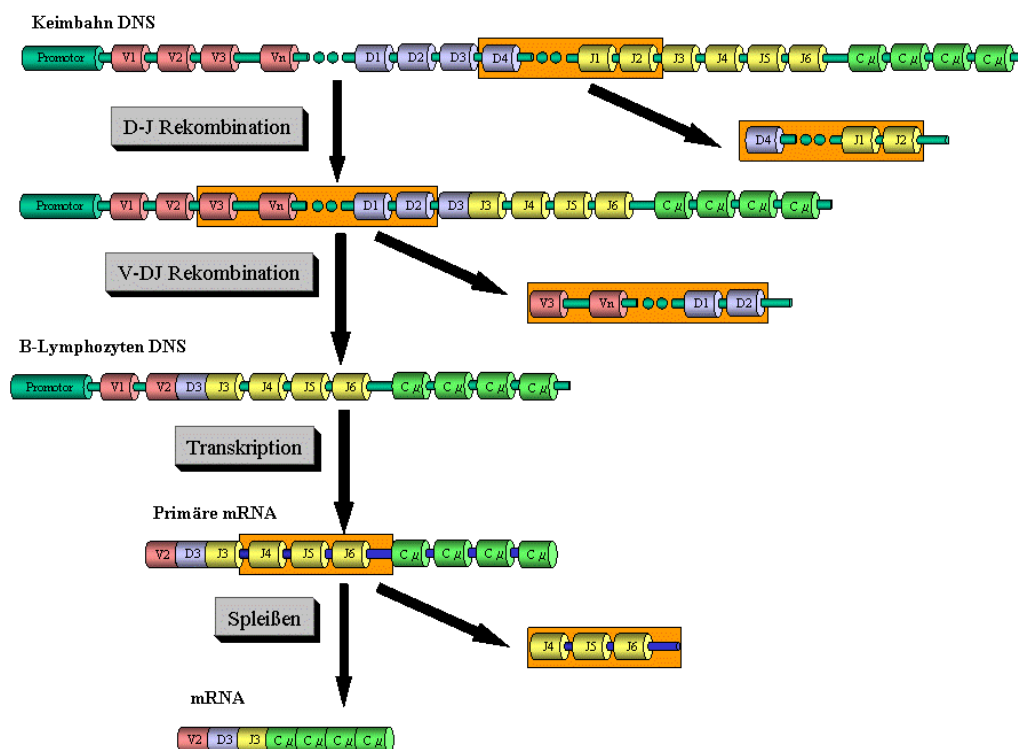 Keimbahn DNS
Promotor V1 V2 V3 Vn D1 D2 D3 D4 J1 J2 J3 J4 J5 J6 C μ C μ C μ C μ
D-J Rekombination
D4 J1 J2
Promotor V1 V2 V3 Vn D1 D2 D3 J3 J4 J5 J6 C μ C μ C μ C μ
V-DJ Rekombination
V3 Vn D1 D2
B-Lymphozyten DNS
Promotor V1 V2 D3 J3 J4 J5 J6 C μ C μ C μ C μ
Transkription
Primäre mRNA
V2 D3 J3 J4 J5 J6 C μ C μ C μ C μ
Spleißen
J4 J5 J6
mRNA
V2 D3 J3 C μ C μ C μ C μ